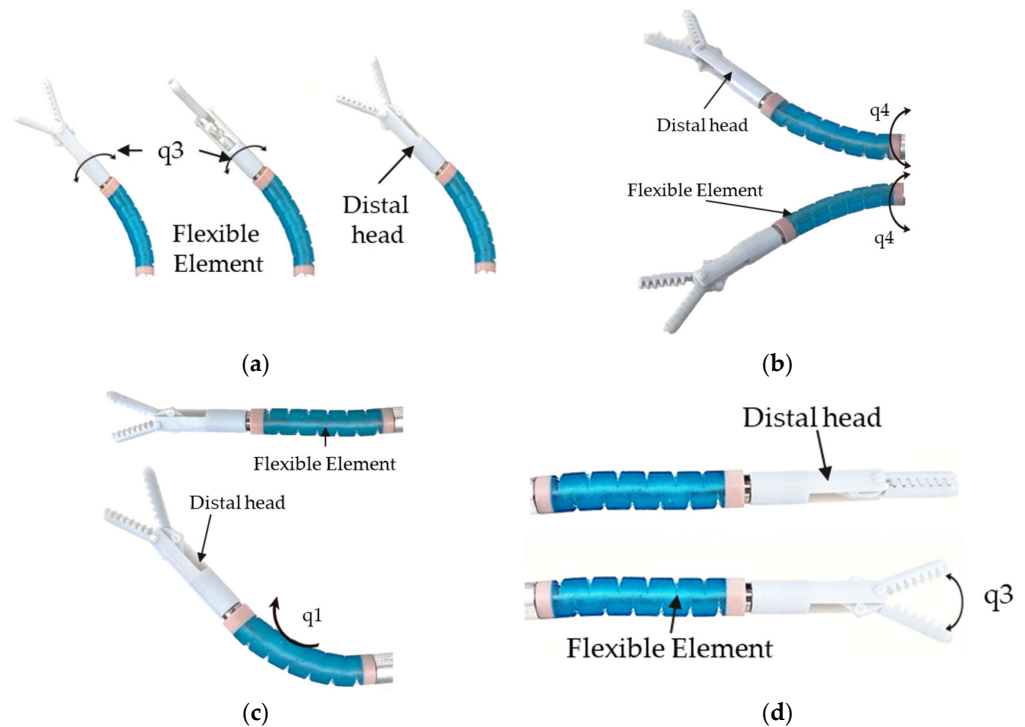 q3
Flexible
Element
Distal
head
(a)
Distal head
q4
Flexible Element
q4
(b)
Flexible Element
Distal head
q1
(c)
Distal head
q3
Flexible Element
(d)